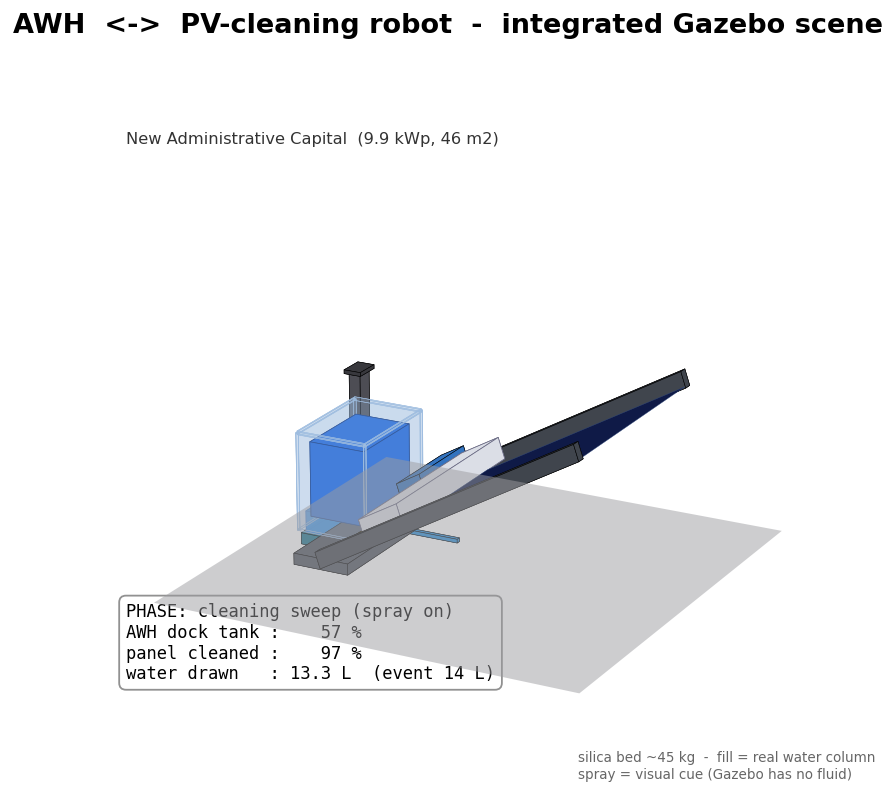 AWH <-> PV-cleaning robot - integrated Gazebo scene
New Administrative Capital (9.9 kWp, 46 m2)
PHASE: cleaning sweep (spray on)
AWH dock tank : 57 %
panel cleaned : 97 %
water drawn : 13.3 L (event 14 L)
silica bed ~45 kg - fill = real water column
spray = visual cue (Gazebo has no fluid)